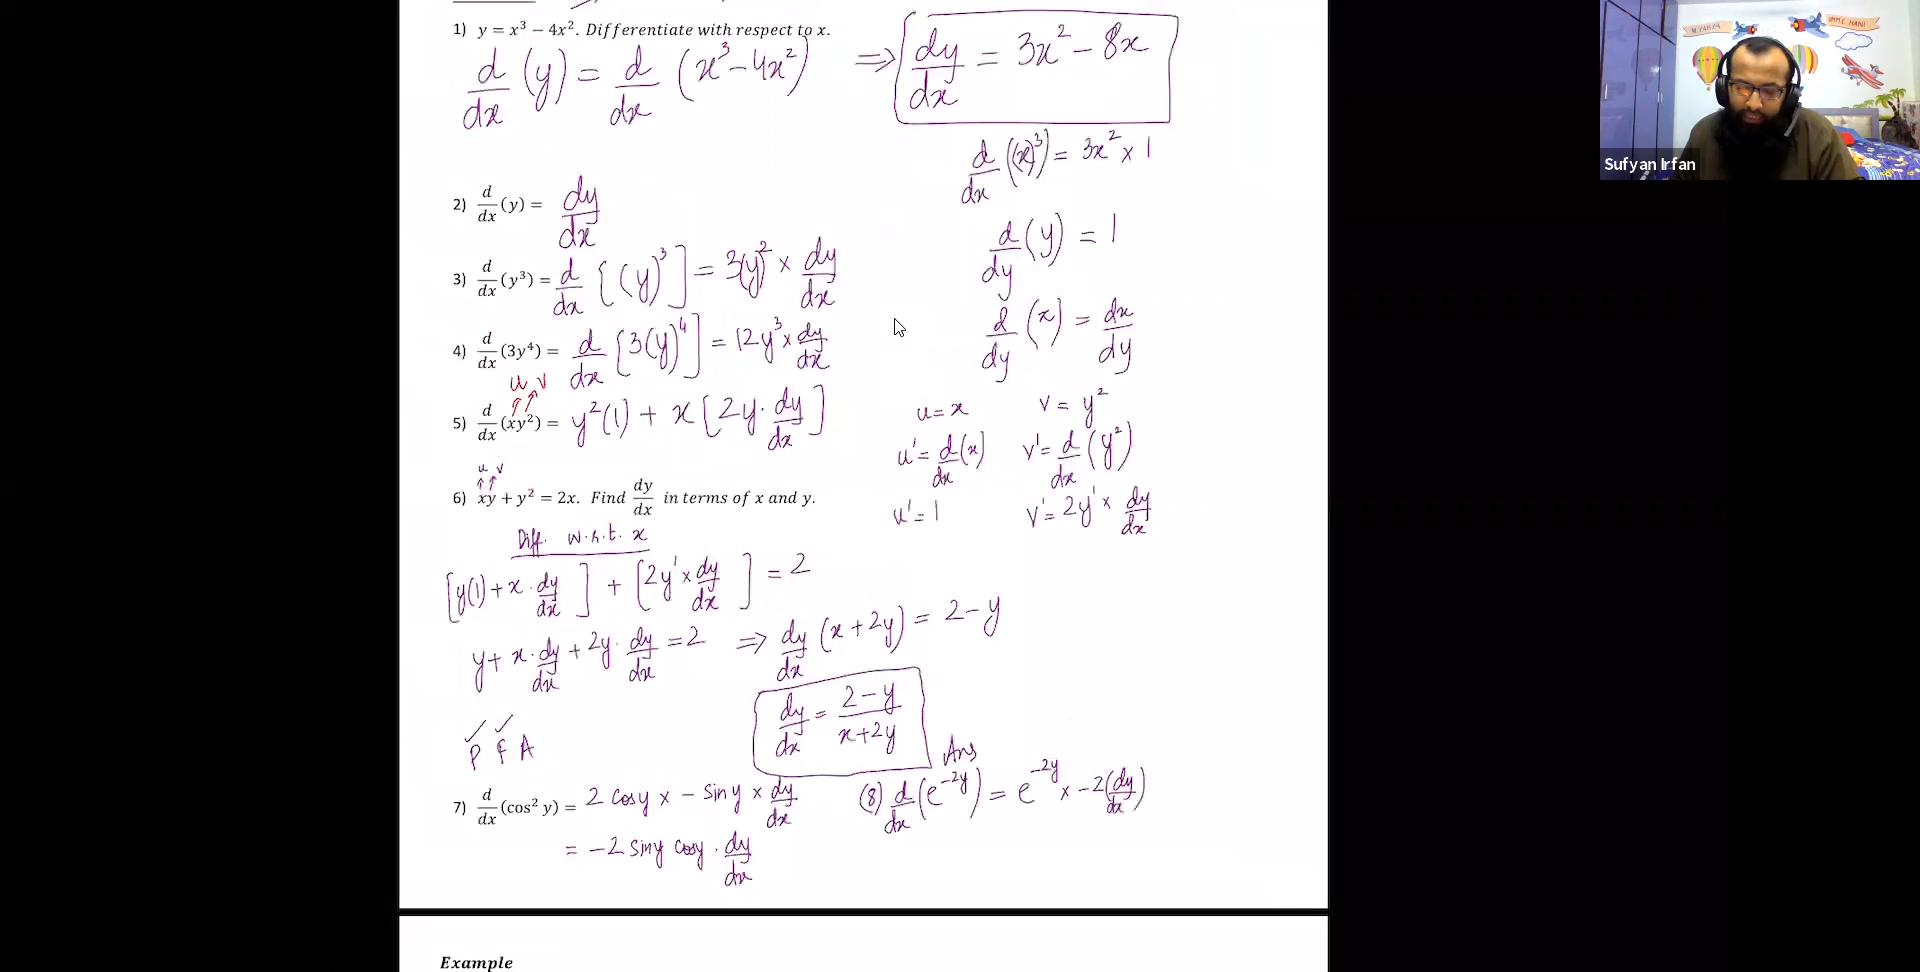 1) y = x³ − 4x². Differentiate with respect to x.
d/dx (y) = d/dx (x³ − 4x²) ⇒ dy/dx = 3x² − 8x
d/dx ((x)³) = 3x² × 1
2) d/dx (y) = dy/dx
d/dy (y) = 1
3) d/dx (y³) = d/dx [(y)³] = 3(y)² × dy/dx
d/dy (x) = dx/dy
4) d/dx (3y⁴) = d/dx [3(y)⁴] = 12y³ × dy/dx
u v
5) d/dx (xy²) = y²(1) + x [2y · dy/dx]
u = x v = y²
u' = d/dx (x) v' = d/dx (y²)
u' = 1 v' = 2y¹ × dy/dx
u v
6) xy + y² = 2x. Find dy/dx in terms of x and y.
Diff. w.r.t. x
[y(1) + x · dy/dx] + [2y¹ × dy/dx] = 2
y + x · dy/dx + 2y · dy/dx = 2 ⇒ dy/dx (x + 2y) = 2 − y
dy/dx = (2 − y)/(x + 2y)
Ans
P F A
7) d/dx (cos² y) = 2 cosy × − siny × dy/dx
= −2 siny cosy · dy/dx
(8) d/dx (e⁻²ʸ) = e⁻²ʸ × −2(dy/dx)
Example
Sufyan Irfan
UMME HANI